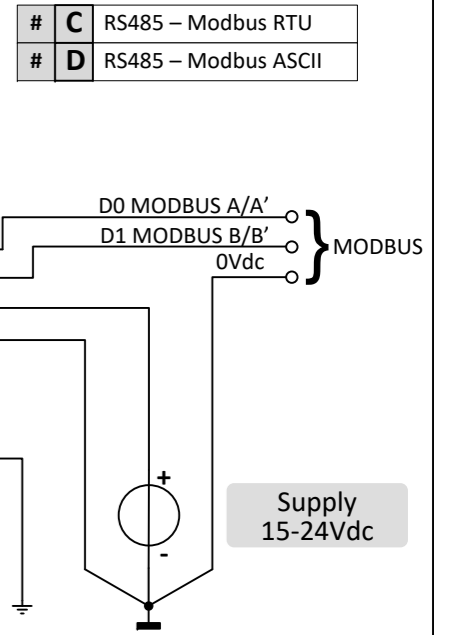 # C RS485 – Modbus RTU
# D RS485 – Modbus ASCII
D0 MODBUS A/A’
D1 MODBUS B/B’
0Vdc
} MODBUS
+
-
Supply
15-24Vdc